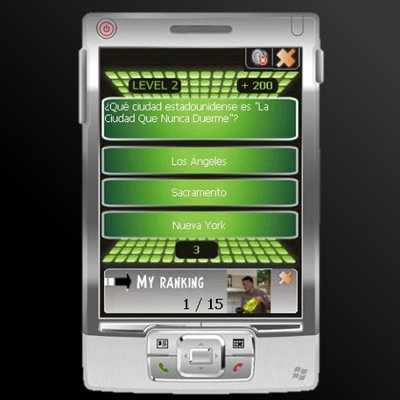 LEVEL 2
+ 200
¿Qué ciudad estadounidense es "La
Ciudad Que Nunca Duerme"?
Los Ángeles
Sacramento
Nueva York
3
MY RANKING
1 / 15